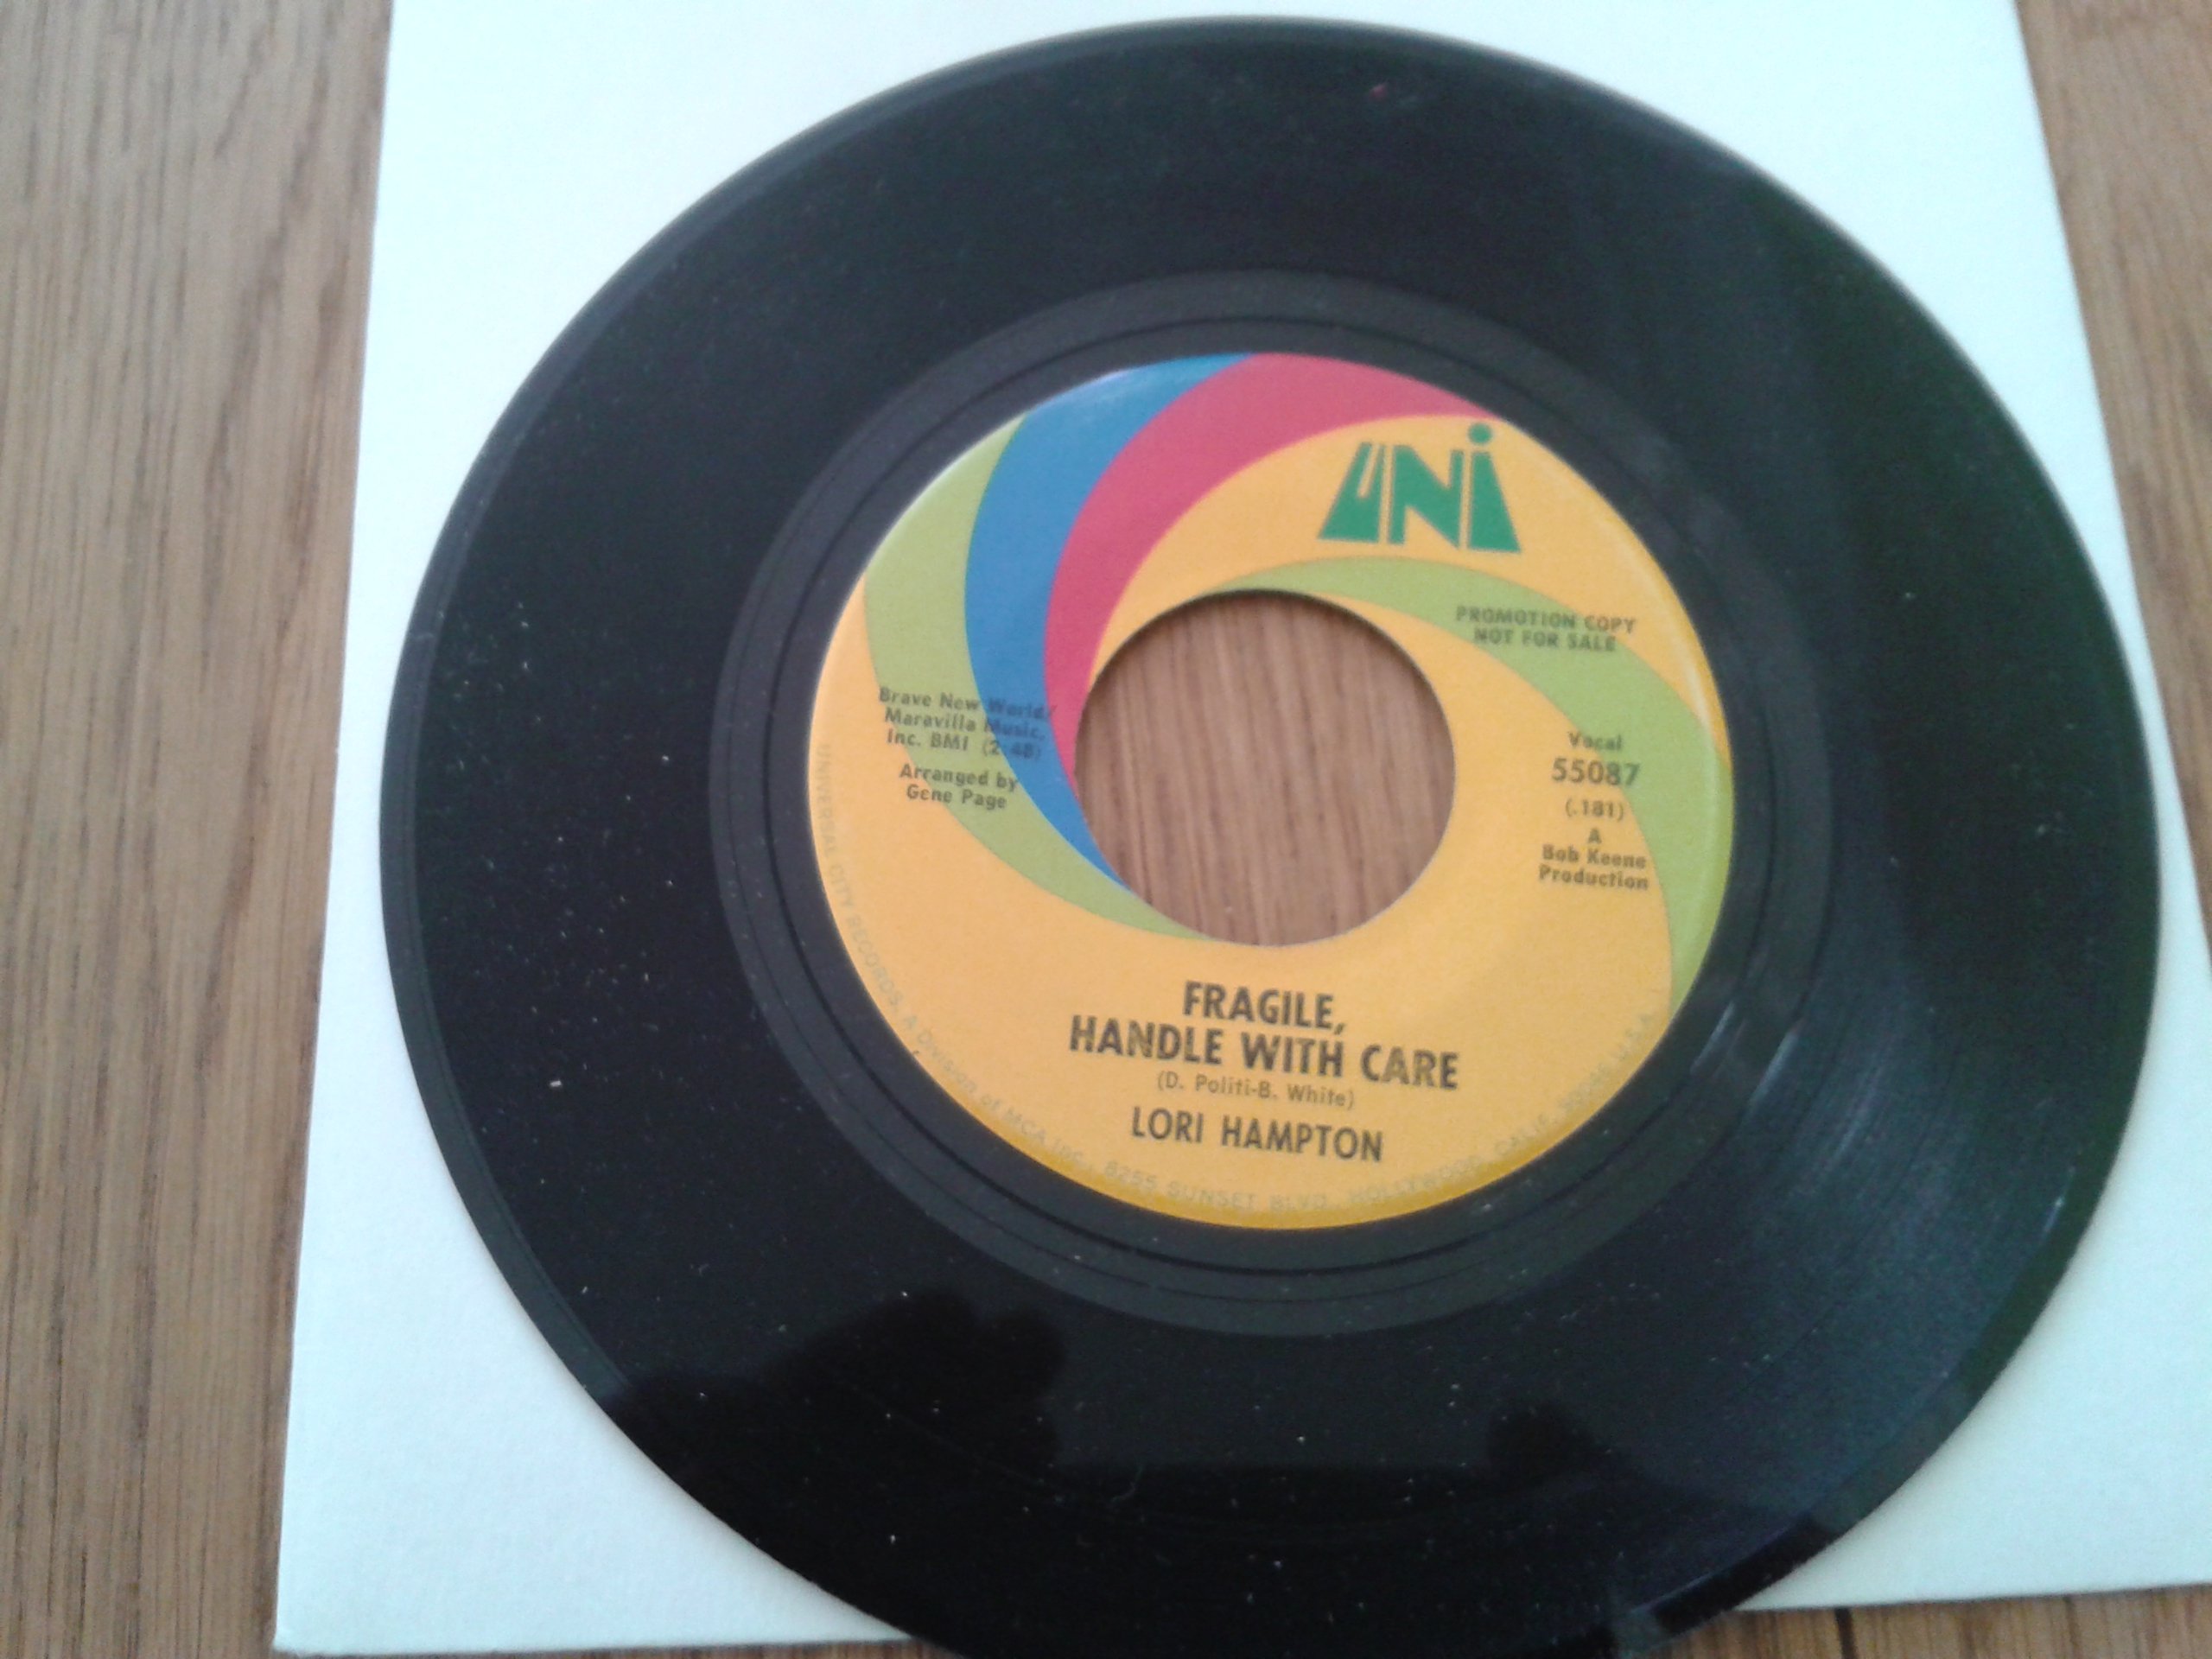 UNi
PROMOTION COPY
NOT FOR SALE
Brave New World/
Maravilla Music,
Inc. BMI (2:48)
Arranged by
Gene Page
Vocal
55087
(.181)
A
Bob Keene
Production
FRAGILE,
HANDLE WITH CARE
(D. Politi-B. White)
LORI HAMPTON
UNIVERSAL CITY RECORDS, A DIVISION OF MCA INC., 8255 SUNSET BLVD. HOLLYWOOD, CALIF. U.S.A.